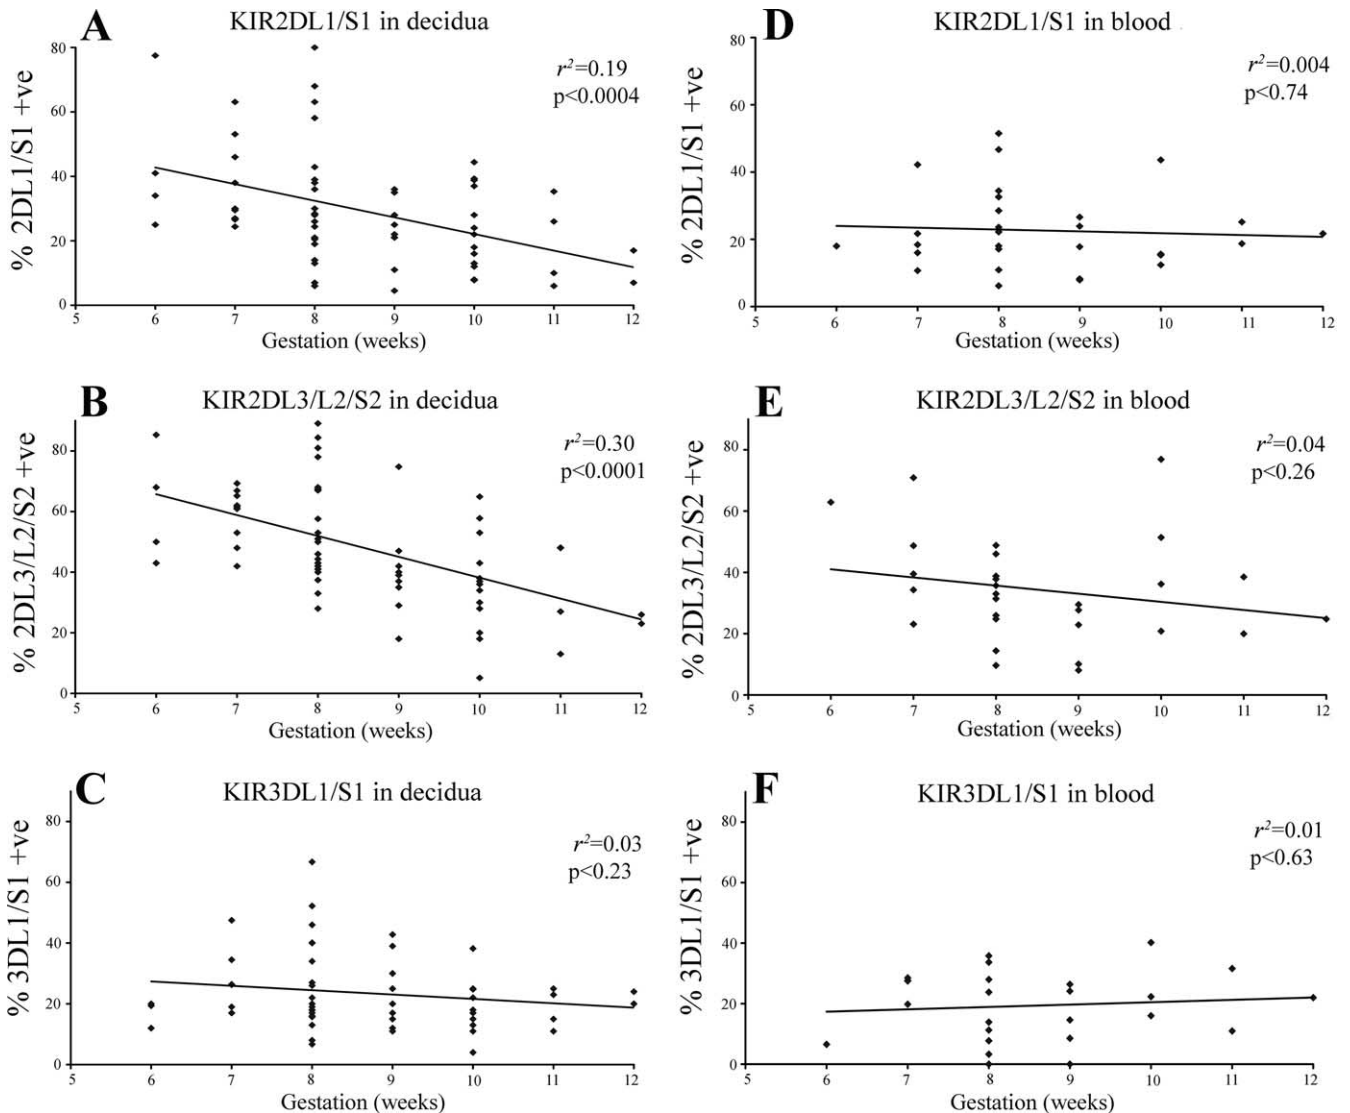 A
KIR2DL1/S1 in decidua
r²=0.19
p<0.0004
% 2DL1/S1 +ve
80
60
40
20
0
5 6 7 8 9 10 11 12
Gestation (weeks)
D
KIR2DL1/S1 in blood
r²=0.004
p<0.74
% 2DL1/S1 +ve
80
60
40
20
0
5 6 7 8 9 10 11 12
Gestation (weeks)
B
KIR2DL3/L2/S2 in decidua
r²=0.30
p<0.0001
% 2DL3/L2/S2 +ve
80
60
40
20
0
5 6 7 8 9 10 11 12
Gestation (weeks)
E
KIR2DL3/L2/S2 in blood
r²=0.04
p<0.26
% 2DL3/L2/S2 +ve
80
60
40
20
0
5 6 7 8 9 10 11 12
Gestation (weeks)
C
KIR3DL1/S1 in decidua
r²=0.03
p<0.23
% 3DL1/S1 +ve
80
60
40
20
0
5 6 7 8 9 10 11 12
Gestation (weeks)
F
KIR3DL1/S1 in blood
r²=0.01
p<0.63
% 3DL1/S1 +ve
80
60
40
20
0
5 6 7 8 9 10 11 12
Gestation (weeks)